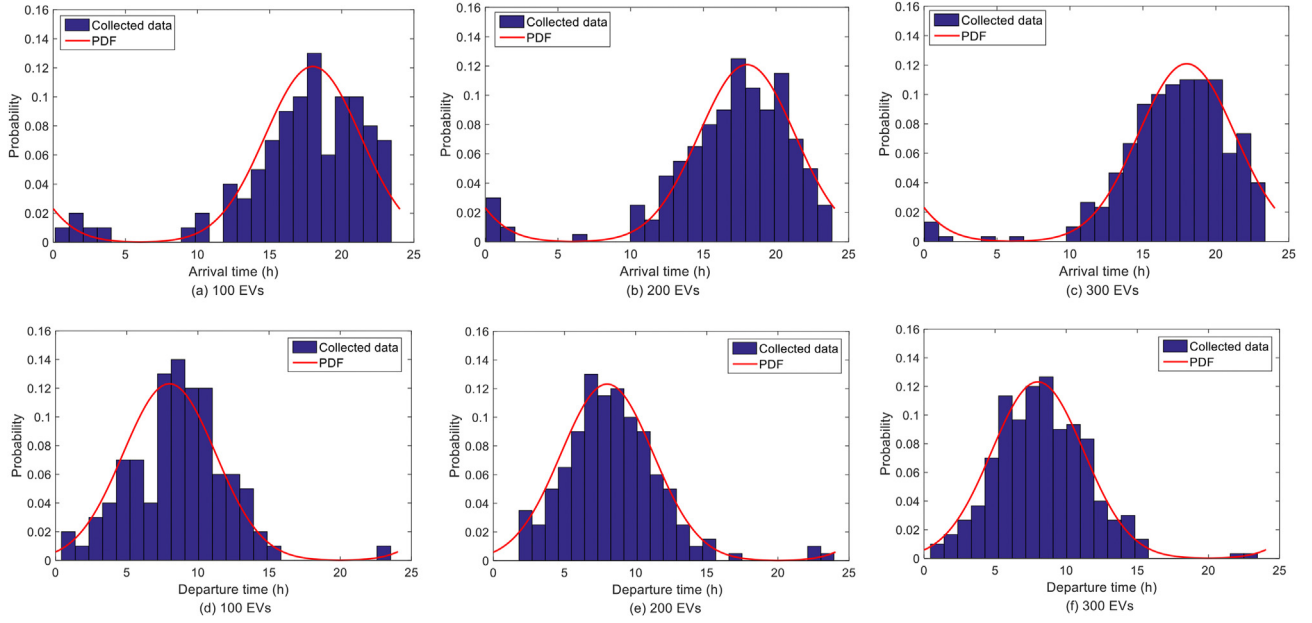 0.16
0.14
0.12
0.1
0.08
0.06
0.04
0.02
0
Probability
Collected data
PDF
0 5 10 15 20 25
Arrival time (h)
(a) 100 EVs
0.16
0.14
0.12
0.1
0.08
0.06
0.04
0.02
0
Probability
Collected data
PDF
0 5 10 15 20 25
Arrival time (h)
(b) 200 EVs
0.16
0.14
0.12
0.1
0.08
0.06
0.04
0.02
0
Probability
Collected data
PDF
0 5 10 15 20 25
Arrival time (h)
(c) 300 EVs
0.16
0.14
0.12
0.1
0.08
0.06
0.04
0.02
0
Probability
Collected data
PDF
0 5 10 15 20 25
Departure time (h)
(d) 100 EVs
0.16
0.14
0.12
0.1
0.08
0.06
0.04
0.02
0
Probability
Collected data
PDF
0 5 10 15 20 25
Departure time (h)
(e) 200 EVs
0.16
0.14
0.12
0.1
0.08
0.06
0.04
0.02
0
Probability
Collected data
PDF
0 5 10 15 20 25
Departure time (h)
(f) 300 EVs